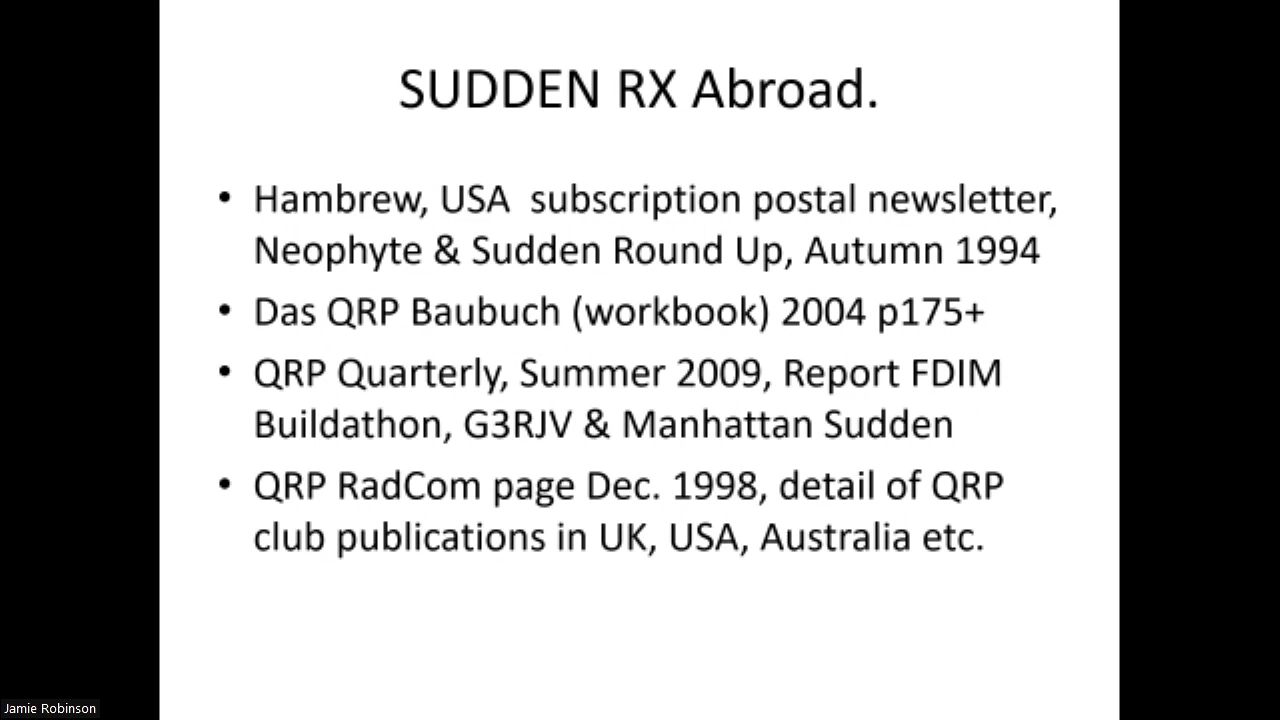 SUDDEN RX Abroad.
• Hambrew, USA  subscription postal newsletter,
Neophyte & Sudden Round Up, Autumn 1994
• Das QRP Baubuch (workbook) 2004 p175+
• QRP Quarterly, Summer 2009, Report FDIM
Buildathon, G3RJV & Manhattan Sudden
• QRP RadCom page Dec. 1998, detail of QRP
club publications in UK, USA, Australia etc.
Jamie Robinson